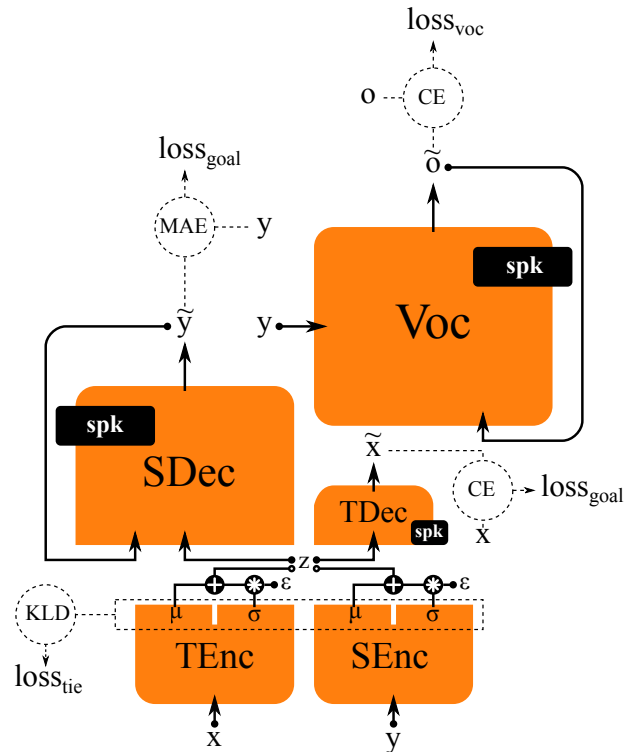 loss_voc
o
CE
õ
loss_goal
MAE
y
spk
ỹ
y
Voc
spk
x̃
SDec
CE
loss_goal
TDec
spk
x
z
ε
ε
KLD
μ
σ
μ
σ
TEnc
SEnc
loss_tie
x
y